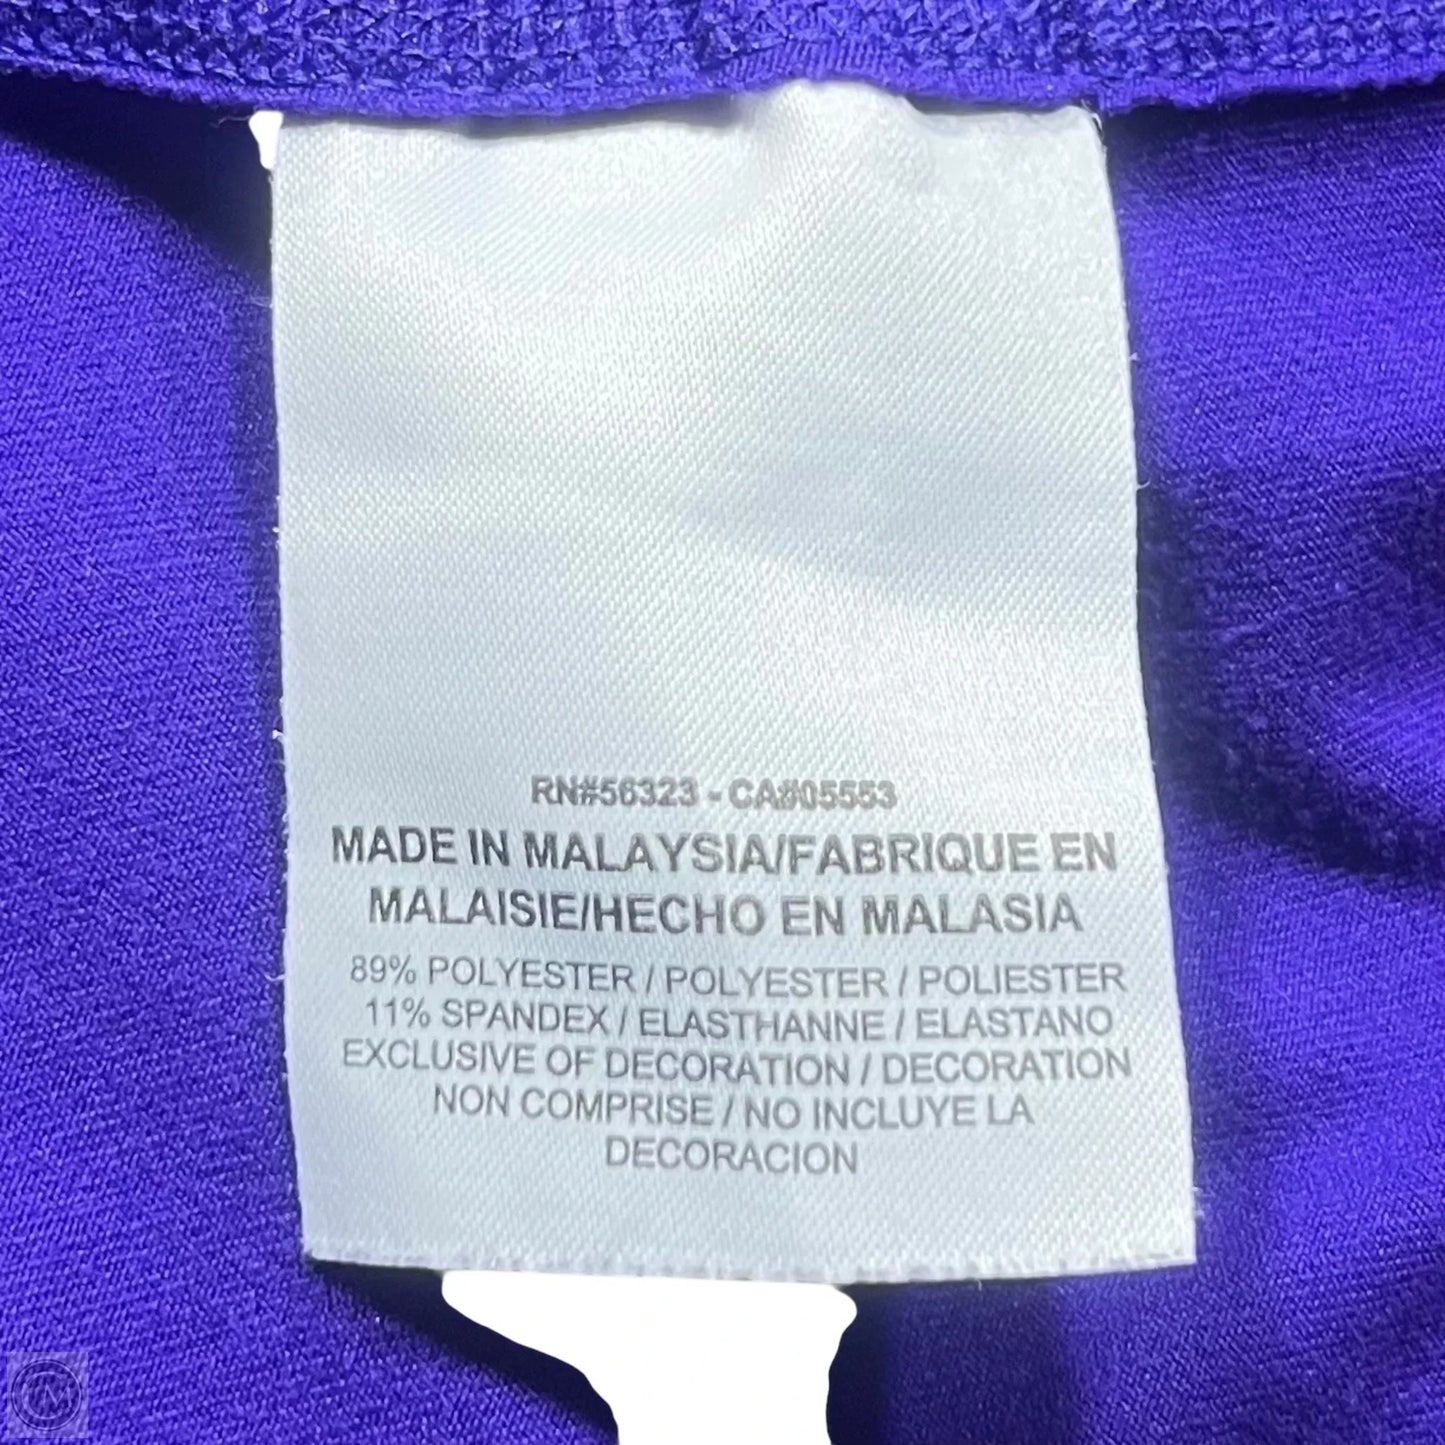 RN#56323 - CA#05553
MADE IN MALAYSIA/FABRIQUE EN
MALAISIE/HECHO EN MALASIA
89% POLYESTER / POLYESTER / POLIESTER
11% SPANDEX / ELASTHANNE / ELASTANO
EXCLUSIVE OF DECORATION / DECORATION
NON COMPRISE / NO INCLUYE LA
DECORACION